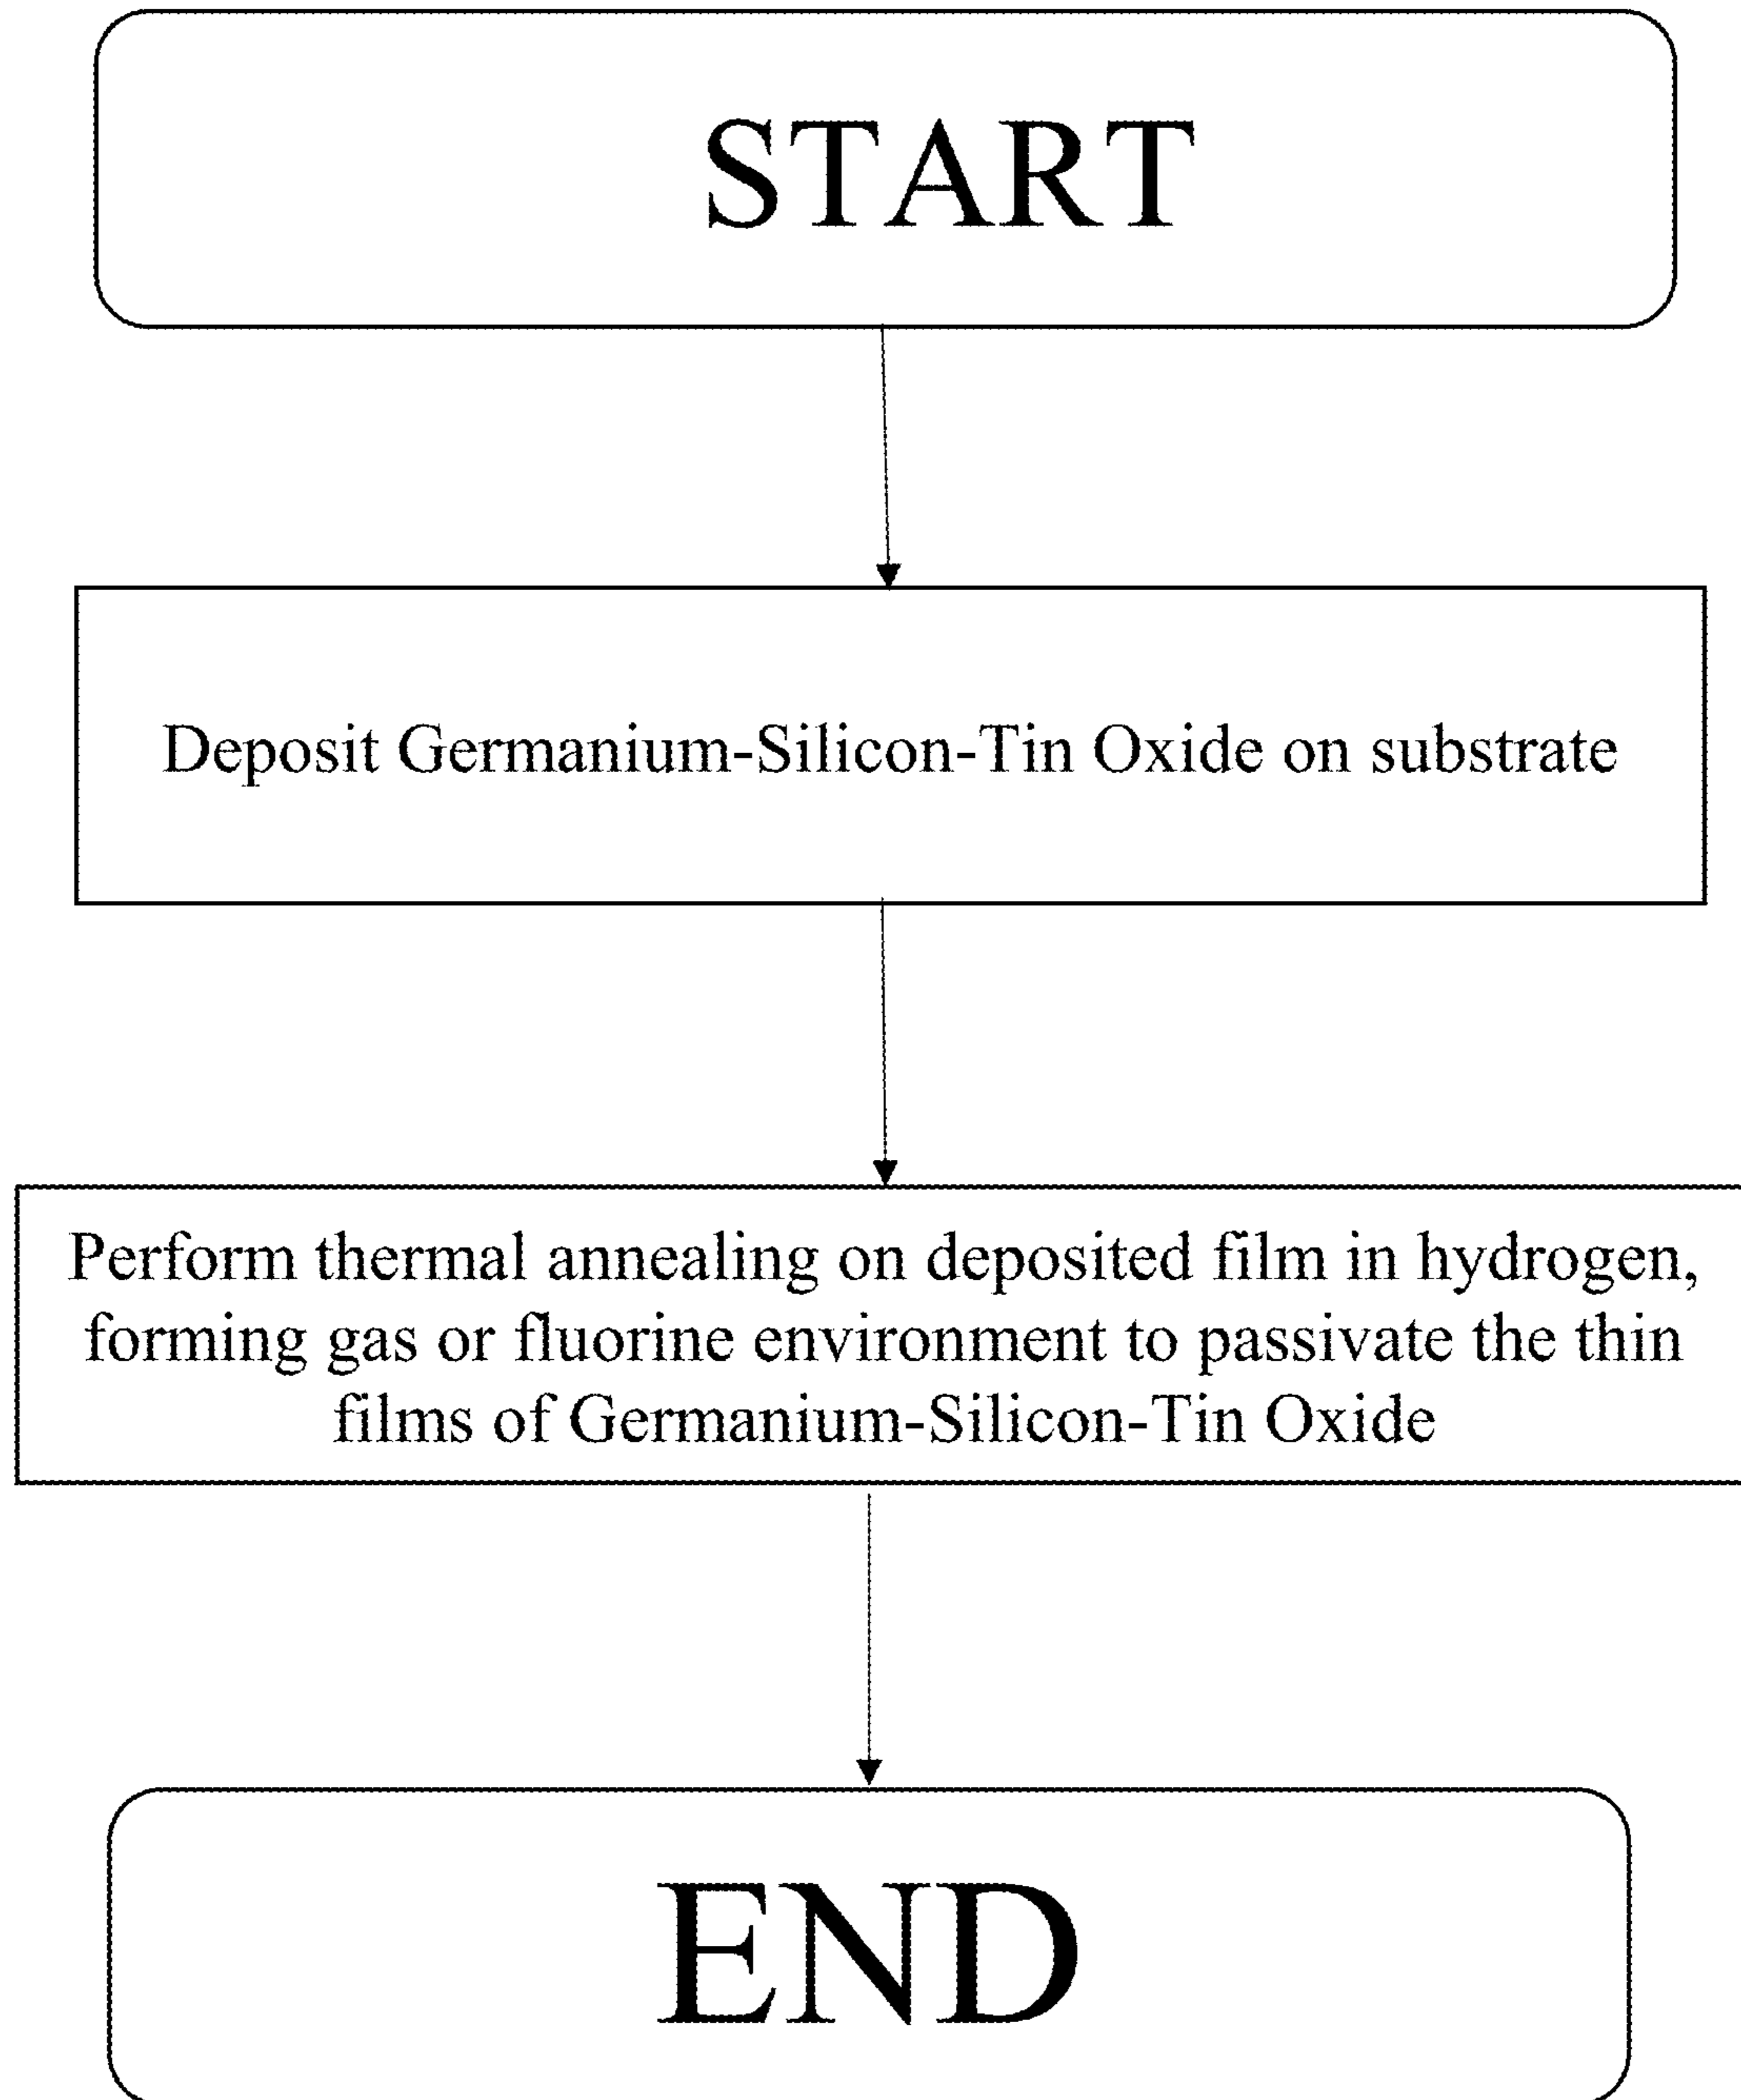 START
Deposit Germanium-Silicon-Tin Oxide on substrate
Perform thermal annealing on deposited film in hydrogen,
forming gas or fluorine environment to passivate the thin
films of Germanium-Silicon-Tin Oxide
END